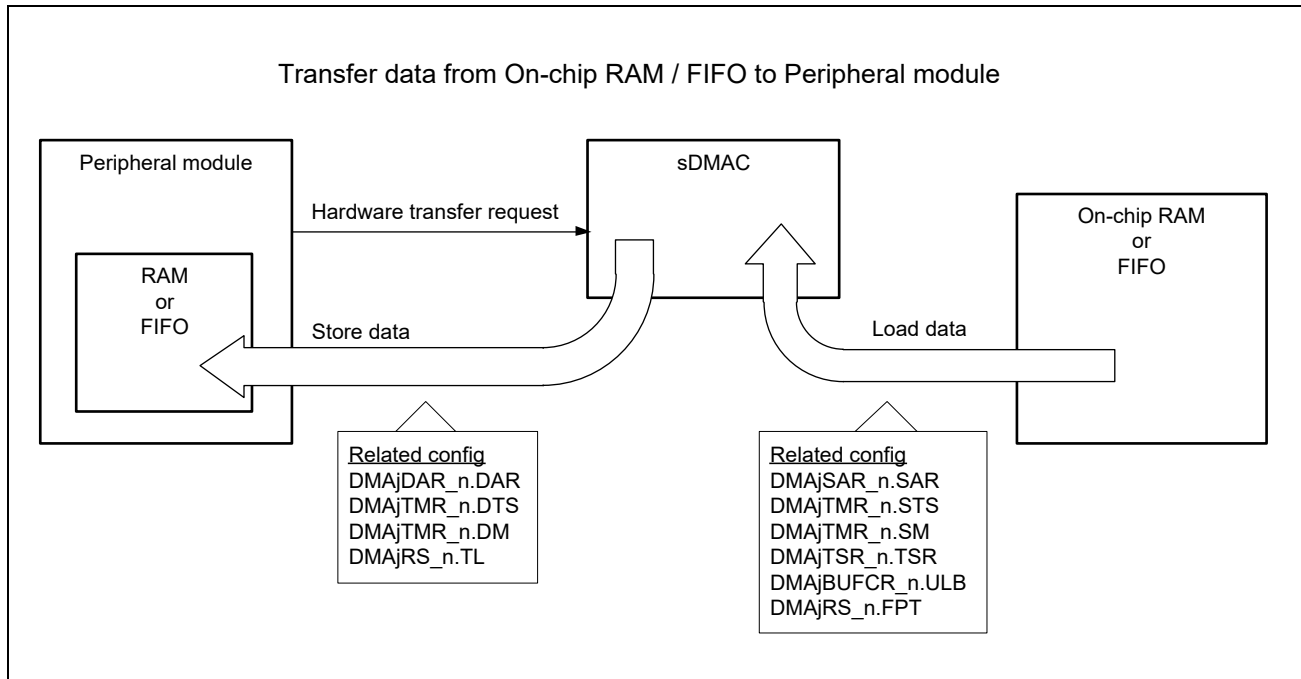 Transfer data from On-chip RAM / FIFO to Peripheral module
Peripheral module
RAM
or
FIFO
Hardware transfer request
Store data
sDMAC
Load data
On-chip RAM
or
FIFO
Related config
DMAjDAR_n.DAR
DMAjTMR_n.DTS
DMAjTMR_n.DM
DMAjRS_n.TL
Related config
DMAjSAR_n.SAR
DMAjTMR_n.STS
DMAjTMR_n.SM
DMAjTSR_n.TSR
DMAjBUFCR_n.ULB
DMAjRS_n.FPT